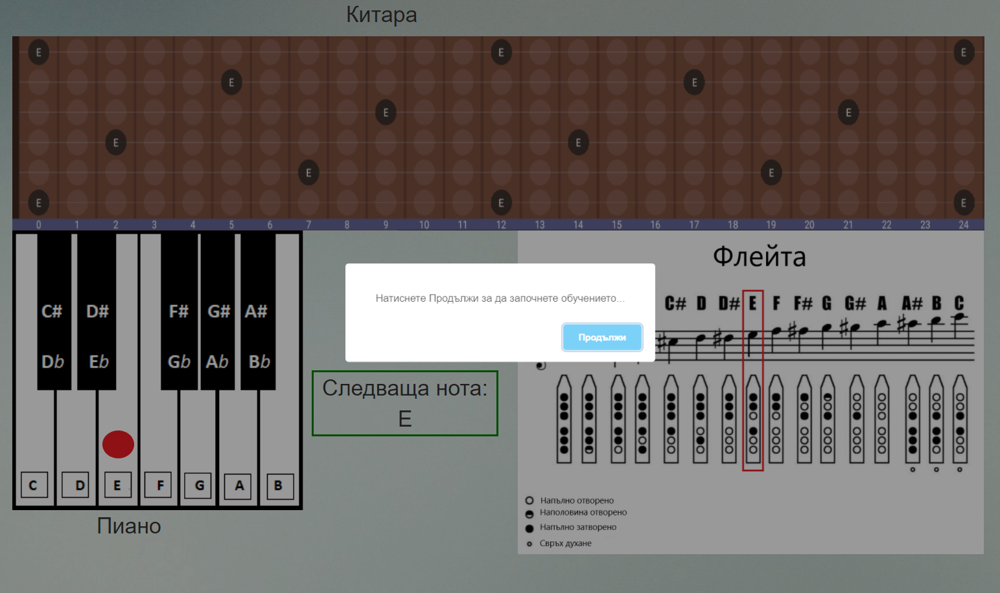 Китара
E E E
E E
E E
E E
E E
E E E
0 1 2 3 4 5 6 7 8 9 10 11 12 13 14 15 16 17 18 19 20 21 22 23 24
Флейта
Натиснете Продължи за да започнете обучението...
Продължи
C# D D# E F F# G G# A A# B C
C# D# F# G# A#
Db Eb Gb Ab Bb
Следваща нота:
E
C D E F G A B
Пиано
Напълно отворено
Наполовина отворено
Напълно затворено
Свръх духане